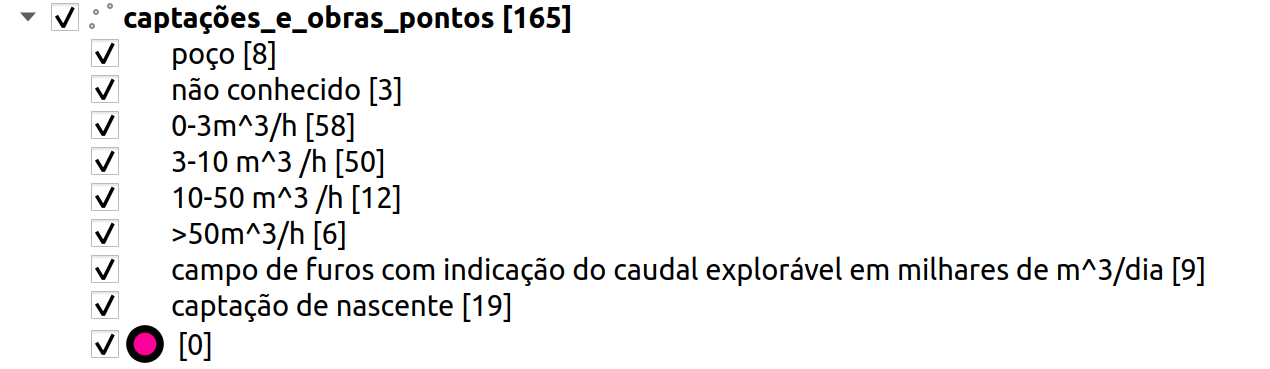 captações_e_obras_pontos [165]
poço [8]
não conhecido [3]
0-3m^3/h [58]
3-10 m^3 /h [50]
10-50 m^3 /h [12]
>50m^3/h [6]
campo de furos com indicação do caudal explorável em milhares de m^3/dia [9]
captação de nascente [19]
[0]